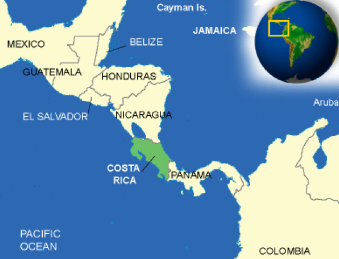 Cayman Is.
JAMAICA
MEXICO
BELIZE
GUATEMALA
HONDURAS
Aruba
EL SALVADOR
NICARAGUA
COSTA
RICA
PANAMA
PACIFIC
OCEAN
COLOMBIA